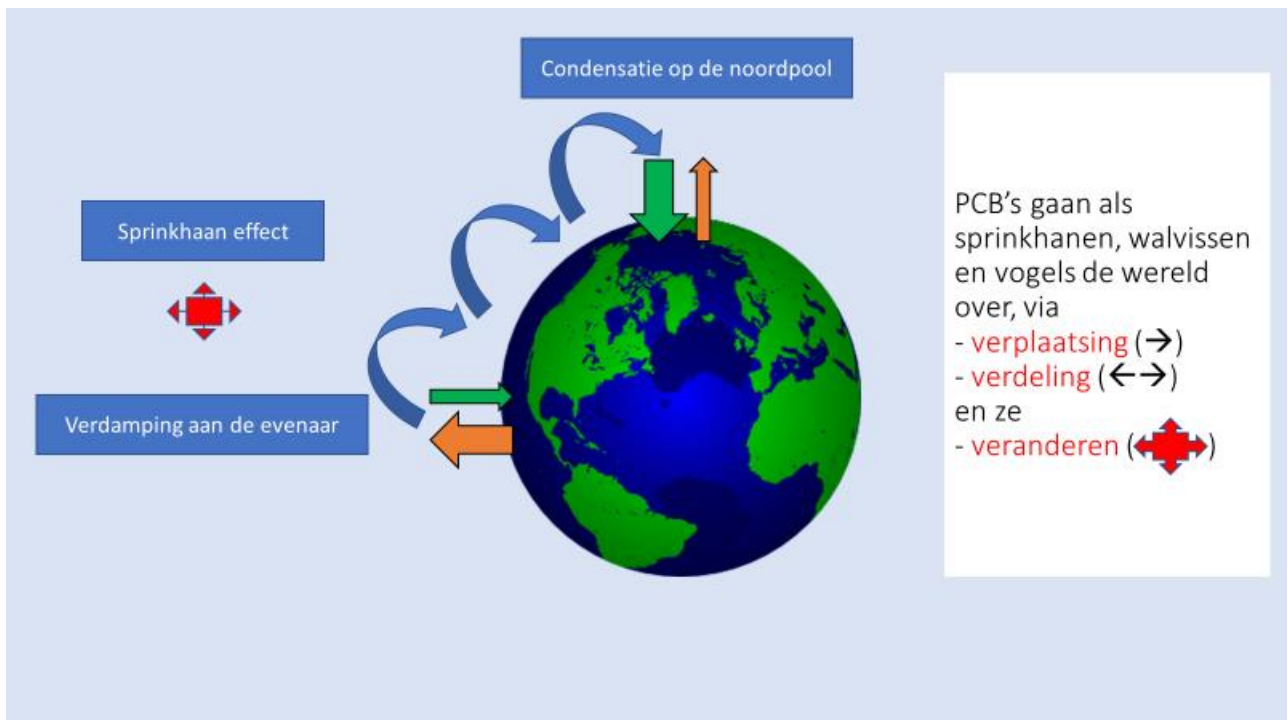 Condensatie op de noordpool
Sprinkhaan effect
Verdamping aan de evenaar
PCB’s gaan als
sprinkhanen, walvissen
en vogels de wereld
over, via
- verplaatsing (→)
- verdeling (←→)
en ze
- veranderen ( )